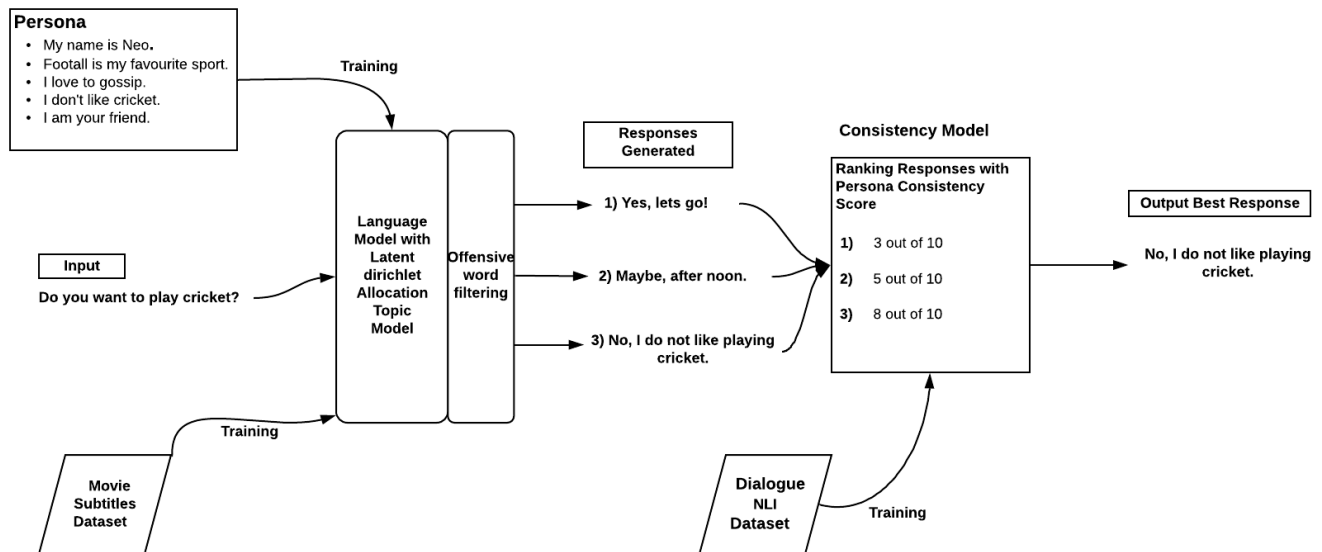 Persona
• My name is Neo.
• Footall is my favourite sport.
• I love to gossip.
• I don't like cricket.
• I am your friend.
Training
Input
Do you want to play cricket?
Training
Movie
Subtitles
Dataset
Language
Model with
Latent
dirichlet
Allocation
Topic
Model
Offensive
word
filtering
Responses
Generated
1) Yes, lets go!
2) Maybe, after noon.
3) No, I do not like playing
cricket.
Consistency Model
Ranking Responses with
Persona Consistency
Score
1) 3 out of 10
2) 5 out of 10
3) 8 out of 10
Dialogue
NLI
Dataset
Training
Output Best Response
No, I do not like playing
cricket.